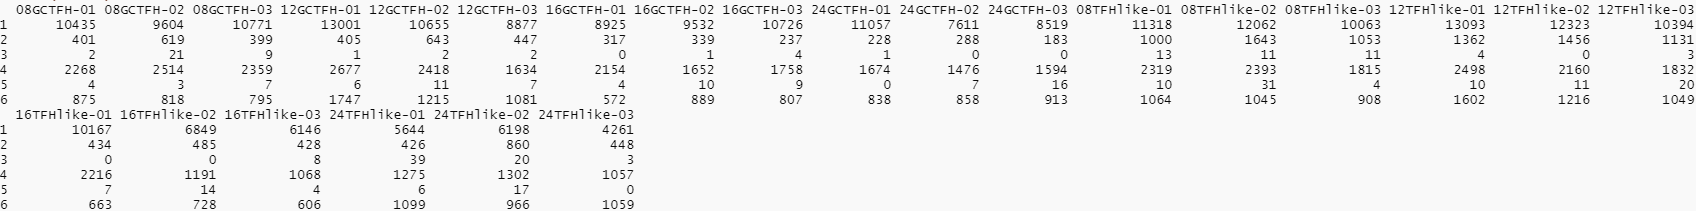 08GCTFH-01 08GCTFH-02 08GCTFH-03 12GCTFH-01 12GCTFH-02 12GCTFH-03 16GCTFH-01 16GCTFH-02 16GCTFH-03 24GCTFH-01 24GCTFH-02 24GCTFH-03 08TFHlike-01 08TFHlike-02 08TFHlike-03 12TFHlike-01 12TFHlike-02 12TFHlike-03
1 10435 9604 10771 13001 10655 8877 8925 9532 10726 11057 7611 8519 11318 12062 10063 13093 12323 10394
2 401 619 399 405 643 447 317 339 237 228 288 183 1000 1643 1053 1362 1456 1131
3 2 21 9 1 2 2 0 1 4 1 0 0 13 11 11 4 0 3
4 2268 2514 2359 2677 2418 1634 2154 1652 1758 1674 1476 1594 2319 2393 1815 2498 2160 1832
5 4 3 7 6 11 7 4 10 9 0 7 16 10 31 4 10 11 20
6 875 818 795 1747 1215 1081 572 889 807 838 858 913 1064 1045 908 1602 1216 1049
16TFHlike-01 16TFHlike-02 16TFHlike-03 24TFHlike-01 24TFHlike-02 24TFHlike-03
1 10167 6849 6146 5644 6198 4261
2 434 485 428 426 860 448
3 0 0 8 39 20 3
4 2216 1191 1068 1275 1302 1057
5 7 14 4 6 17 0
6 663 728 606 1099 966 1059